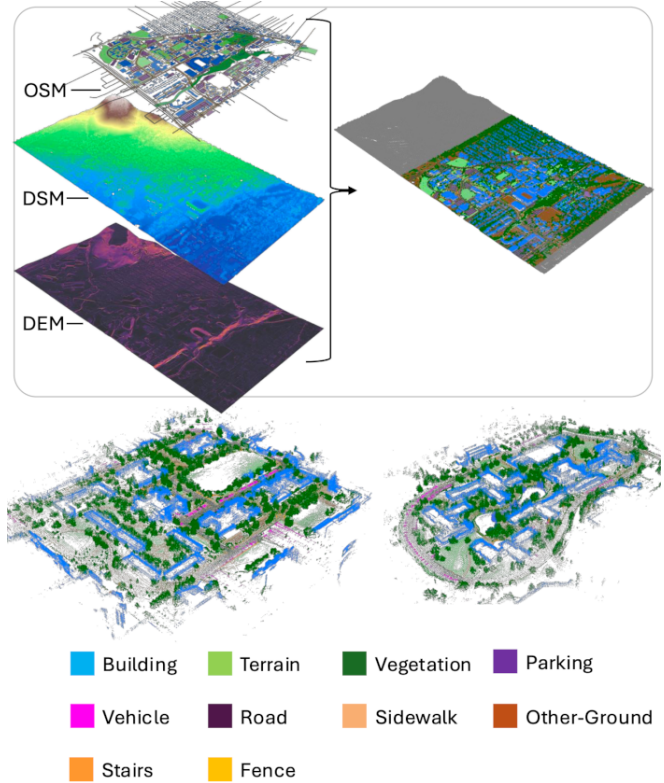 OSM
DSM
DEM
Building Terrain Vegetation Parking
Vehicle Road Sidewalk Other-Ground
Stairs Fence